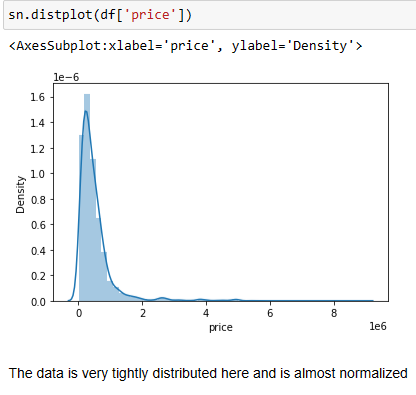 sn.distplot(df['price'])
<AxesSubplot:xlabel='price', ylabel='Density'>
1e−6
1.6
1.4
1.2
1.0
0.8
0.6
0.4
0.2
0.0
Density
0 2 4 6 8
price 1e6
The data is very tightly distributed here and is almost normalized